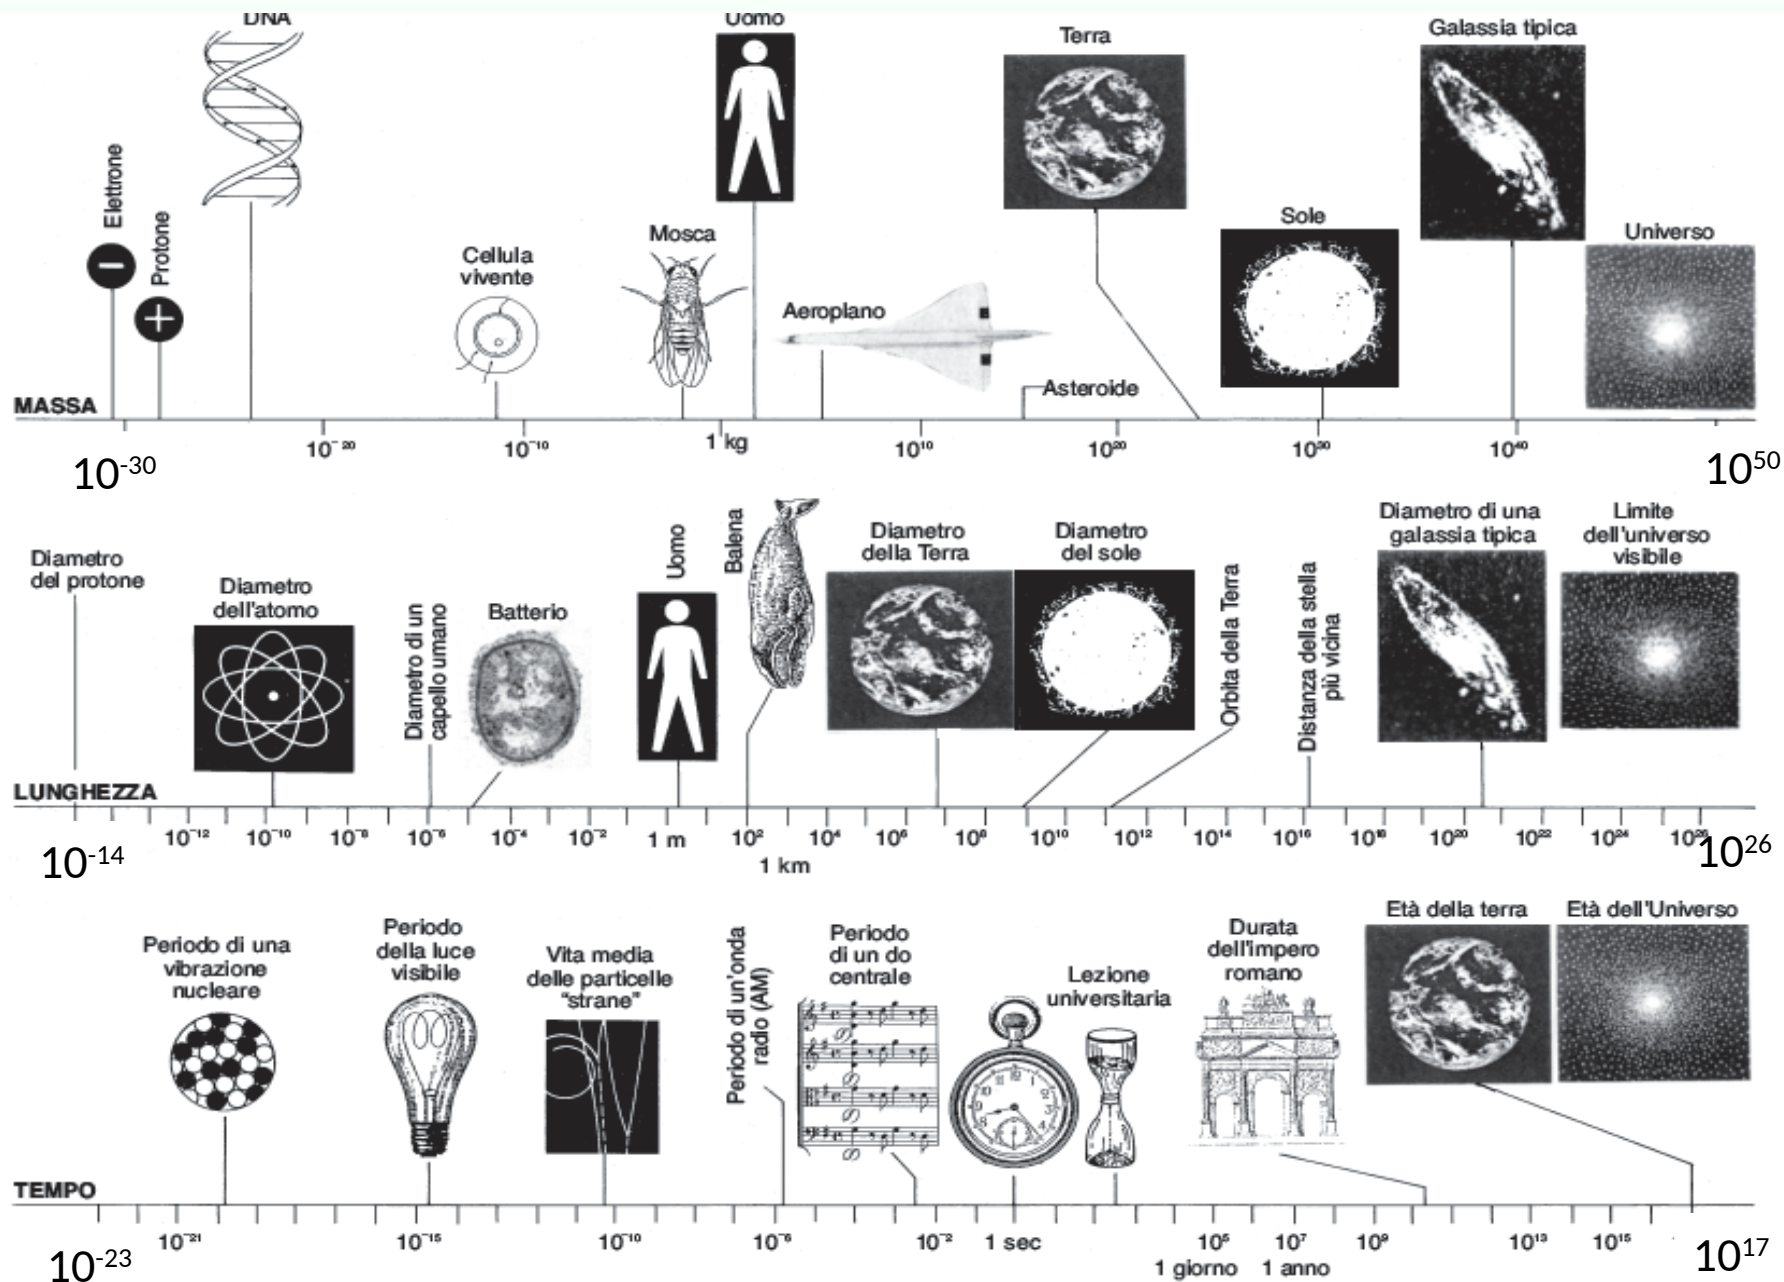 DNA
Uomo
Terra
Galassia tipica
Elettrone
Protone
Cellula
vivente
Mosca
Aeroplano
Asteroide
Sole
Universo
MASSA
10⁻²⁰
10⁻¹⁰
1 kg
10¹⁰
10²⁰
10³⁰
10⁴⁰
10⁻³⁰
10⁵⁰
Diametro
del protone
Diametro
dell'atomo
Diametro di un
capello umano
Batterio
Uomo
Balena
Diametro
della Terra
Diametro
del sole
Orbita della Terra
Distanza della stella
più vicina
Diametro di una
galassia tipica
Limite
dell'universo
visibile
LUNGHEZZA
10⁻¹²
10⁻¹⁰
10⁻⁸
10⁻⁶
10⁻⁴
10⁻²
1 m
10²
10⁴
10⁶
10⁸
10¹⁰
10¹²
10¹⁴
10¹⁶
10¹⁸
10²⁰
10²²
10²⁴
10²⁶
1 km
10⁻¹⁴
10²⁶
Periodo di una
vibrazione
nucleare
Periodo
della luce
visibile
Vita media
delle particelle
"strane"
Periodo di un'onda
radio (AM)
Periodo
di un do
centrale
Lezione
universitaria
Durata
dell'impero
romano
Età della terra
Età dell'Universo
TEMPO
10⁻²¹
10⁻¹⁵
10⁻¹⁰
10⁻⁶
10⁻²
1 sec
10⁵
10⁷
10⁹
10¹³
10¹⁵
1 giorno
1 anno
10⁻²³
10¹⁷